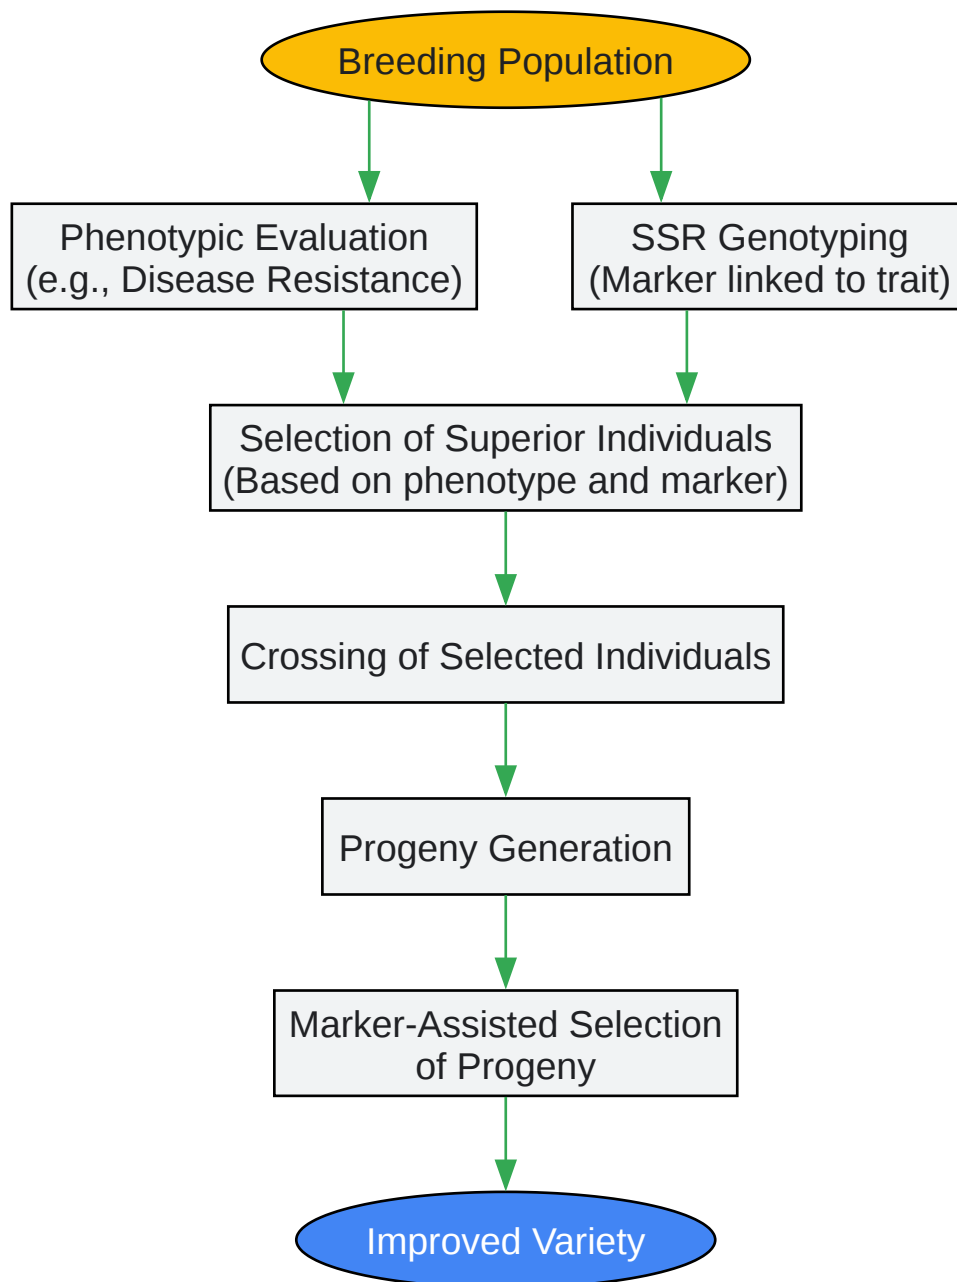 Breeding Population
Phenotypic Evaluation
(e.g., Disease Resistance)
SSR Genotyping
(Marker linked to trait)
Selection of Superior Individuals
(Based on phenotype and marker)
Crossing of Selected Individuals
Progeny Generation
Marker-Assisted Selection
of Progeny
Improved Variety